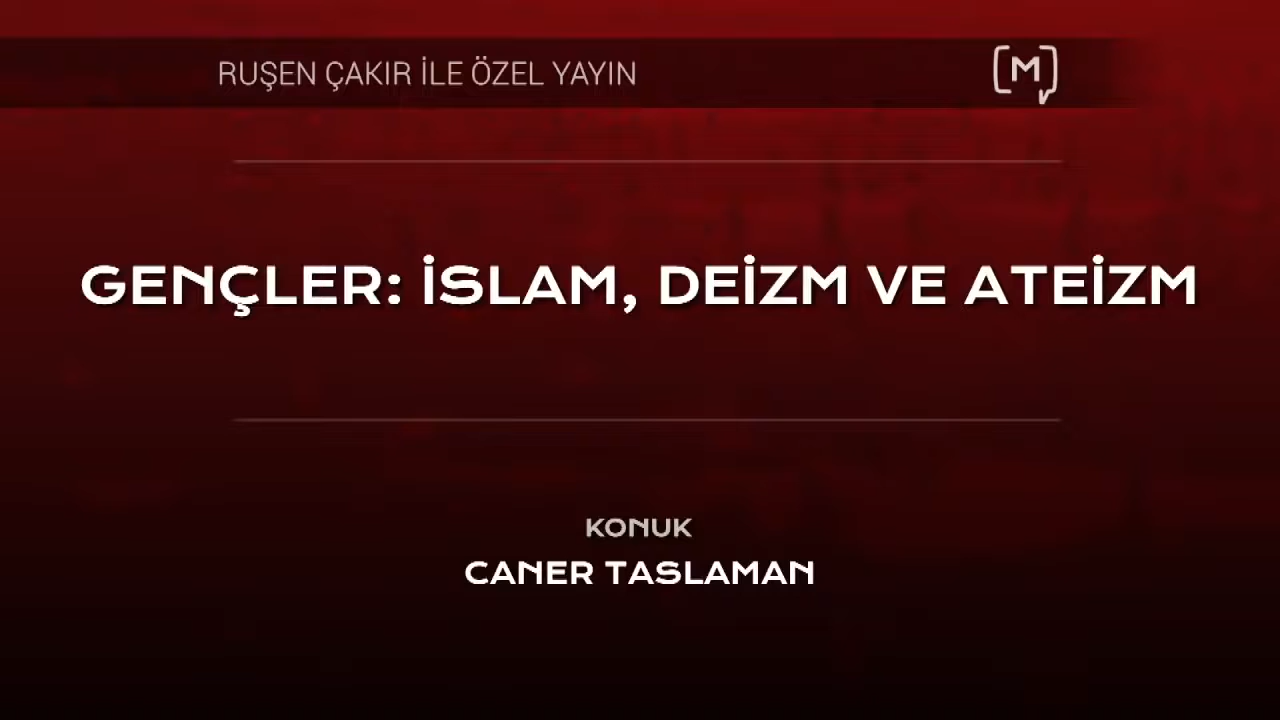 RUŞEN ÇAKIR İLE ÖZEL YAYIN
[M]
GENÇLER: İSLAM, DEİZM VE ATEİZM
KONUK
CANER TASLAMAN